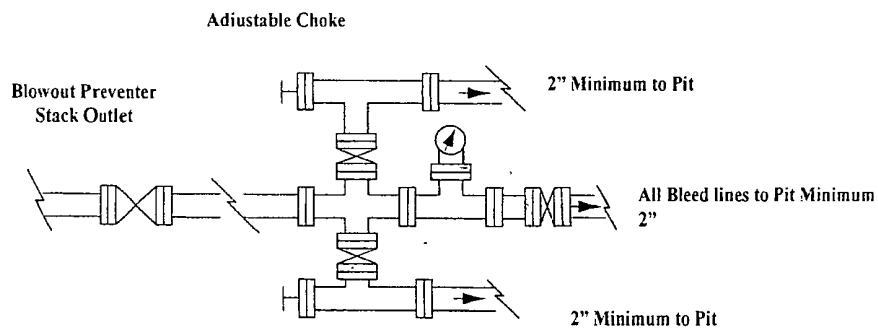 Adjustable Choke
2” Minimum to Pit
Blowout Preventer
Stack Outlet
All Bleed lines to Pit Minimum
2”
2” Minimum to Pit